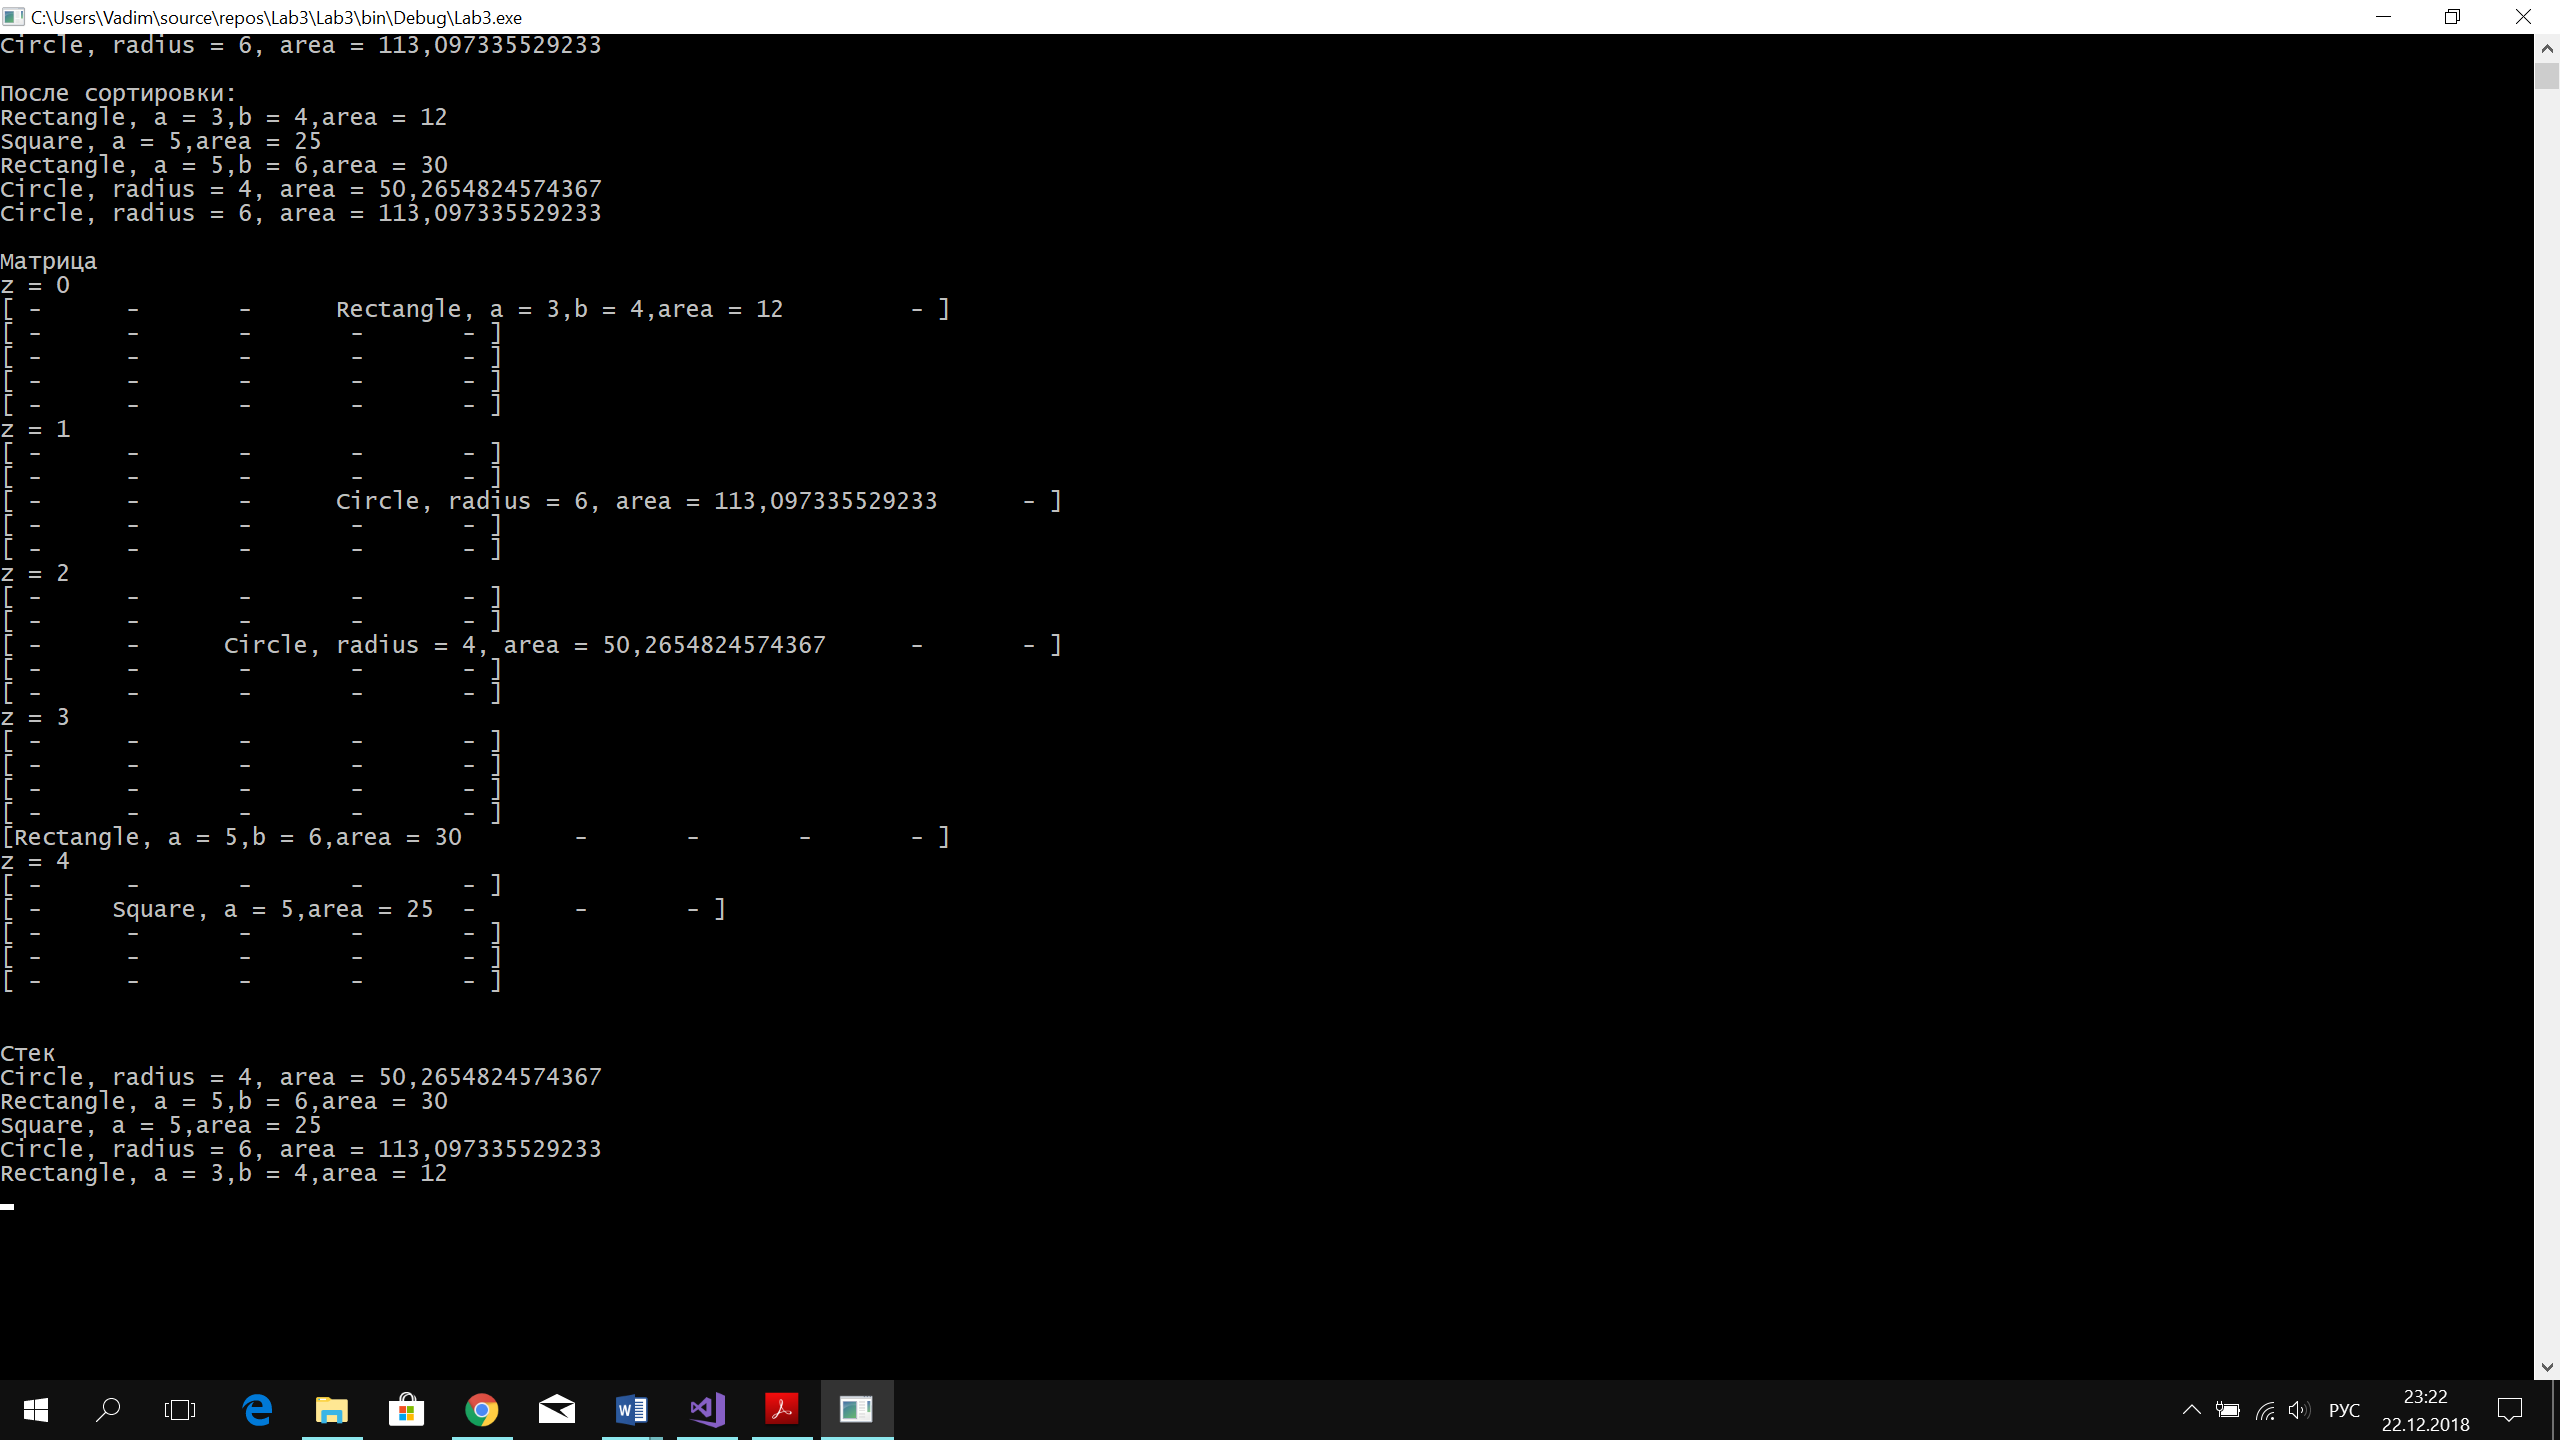 C:\Users\Vadim\source\repos\Lab3\Lab3\bin\Debug\Lab3.exe
Circle, radius = 6, area = 113,097335529233
После сортировки:
Rectangle, a = 3,b = 4,area = 12
Square, a = 5,area = 25
Rectangle, a = 5,b = 6,area = 30
Circle, radius = 4, area = 50,2654824574367
Circle, radius = 6, area = 113,097335529233
Матрица
z = 0
[ - - - Rectangle, a = 3,b = 4,area = 12 - ]
[ - - - - - ]
[ - - - - - ]
[ - - - - - ]
[ - - - - - ]
z = 1
[ - - - - - ]
[ - - - - - ]
[ - - - Circle, radius = 6, area = 113,097335529233 - ]
[ - - - - - ]
[ - - - - - ]
z = 2
[ - - - - - ]
[ - - - - - ]
[ - - Circle, radius = 4, area = 50,2654824574367 - - ]
[ - - - - - ]
[ - - - - - ]
z = 3
[ - - - - - ]
[ - - - - - ]
[ - - - - - ]
[ - - - - - ]
[Rectangle, a = 5,b = 6,area = 30 - - - - ]
z = 4
[ - - - - - ]
[ - Square, a = 5,area = 25 - - - ]
[ - - - - - ]
[ - - - - - ]
[ - - - - - ]
Стек
Circle, radius = 4, area = 50,2654824574367
Rectangle, a = 5,b = 6,area = 30
Square, a = 5,area = 25
Circle, radius = 6, area = 113,097335529233
Rectangle, a = 3,b = 4,area = 12
РУС
23:22
22.12.2018